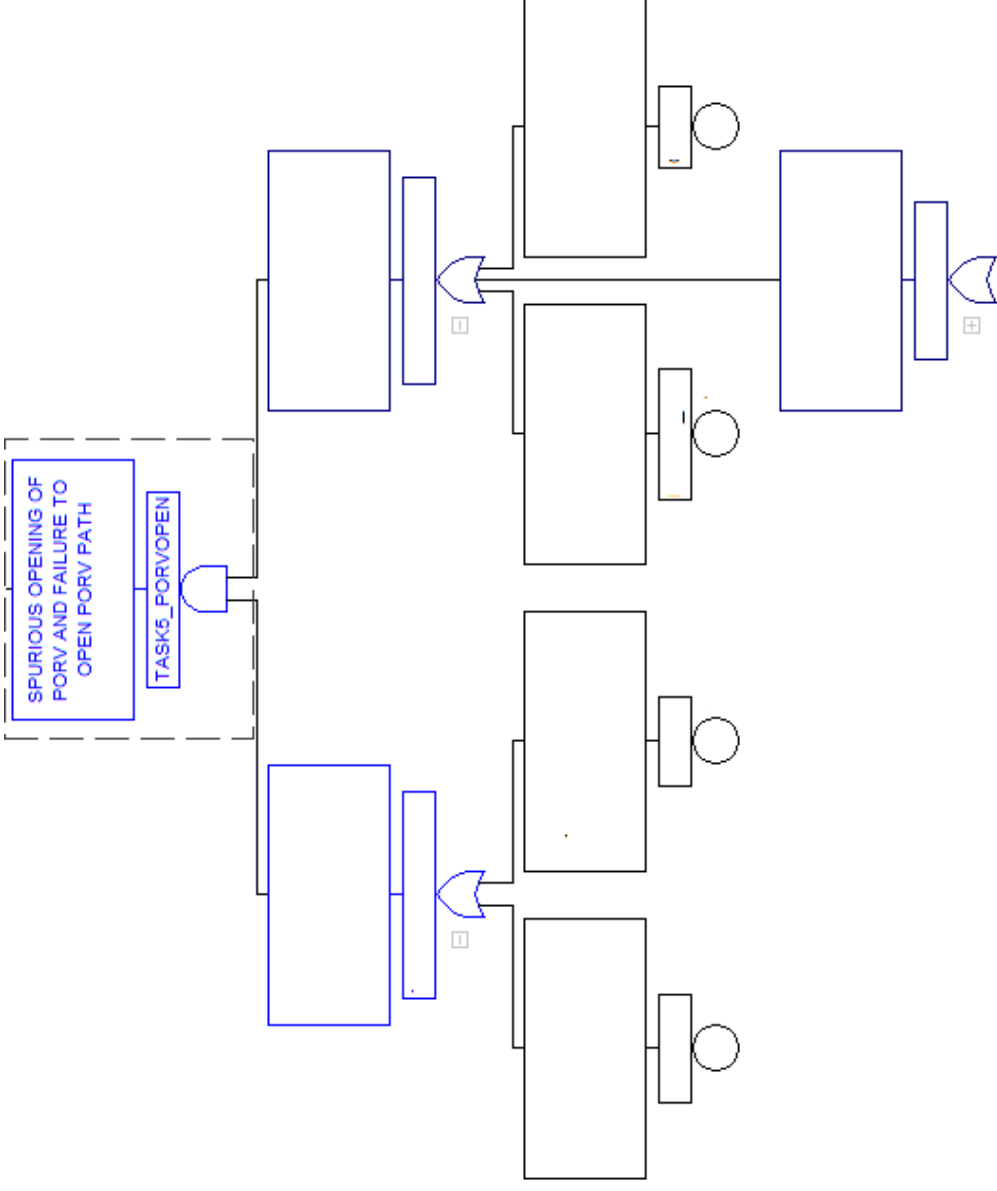 SPURIOUS OPENING OF
PORV AND FAILURE TO
OPEN PORV PATH
TASK5_PORVOPEN